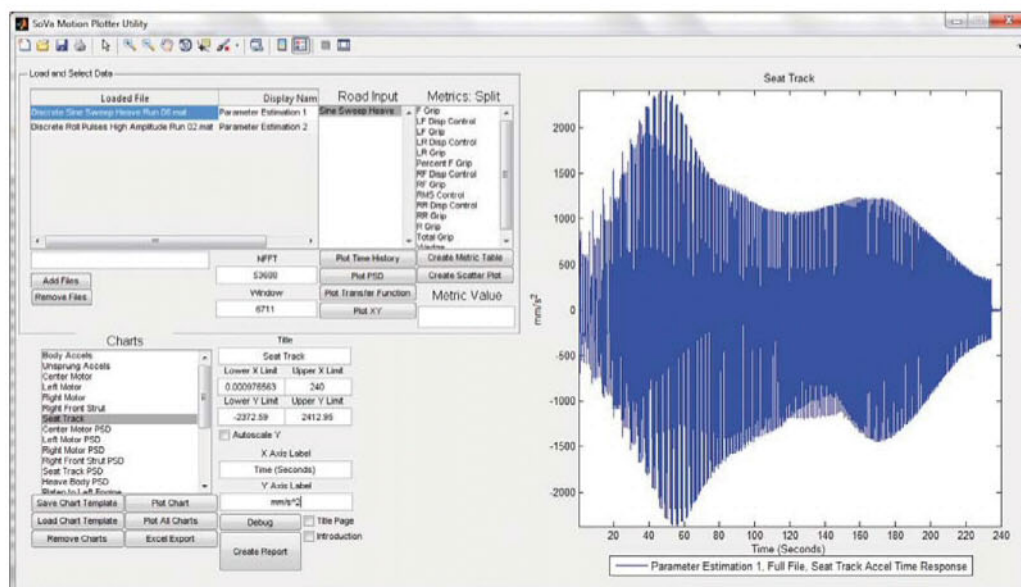 SoVa Motion Plotter Utility
Load and Select Data
Loaded File
Display Nam
Discrete Sine Sweep Heave Run 06.mat
Parameter Estimation 1
Discrete Roll Pulses High Amplitude Run 02.mat
Parameter Estimation 2
Road Input
Sine Sweep Heave
Metrics: Split
F Grip
LF Disp Control
LF Grip
LR Disp Control
LR Grip
Percent F Grip
RF Disp Control
RF Grip
RMS Control
RR Disp Control
RR Grip
R Grip
Total Grip
Add Files
Remove Files
NFFT
53688
Window
6711
Plot Time History
Plot PSD
Plot Transfer Function
Plot XY
Create Metric Table
Create Scatter Plot
Metric Value
Charts
Body Accels
Unsprung Accels
Center Motor
Left Motor
Right Motor
Right Front Strut
Seat Track
Center Motor PSD
Left Motor PSD
Right Motor PSD
Right Front Strut PSD
Seat Track PSD
Heave Body PSD
Platen to Left Engine
Save Chart Template
Plot Chart
Load Chart Template
Plot All Charts
Remove Charts
Excel Export
Title
Seat Track
Lower X Limit
Upper X Limit
0.000976563
240
Lower Y Limit
Upper Y Limit
-2372.59
2412.95
Autoscale Y
X Axis Label
Time (Seconds)
Y Axis Label
mm/s^2
Debug
Title Page
Introduction
Create Report
Seat Track
2000
1500
1000
500
0
-500
-1000
-1500
-2000
mm/s²
20
40
60
80
100
120
140
160
180
200
220
240
Time (Seconds)
Parameter Estimation 1, Full File, Seat Track Accel Time Response